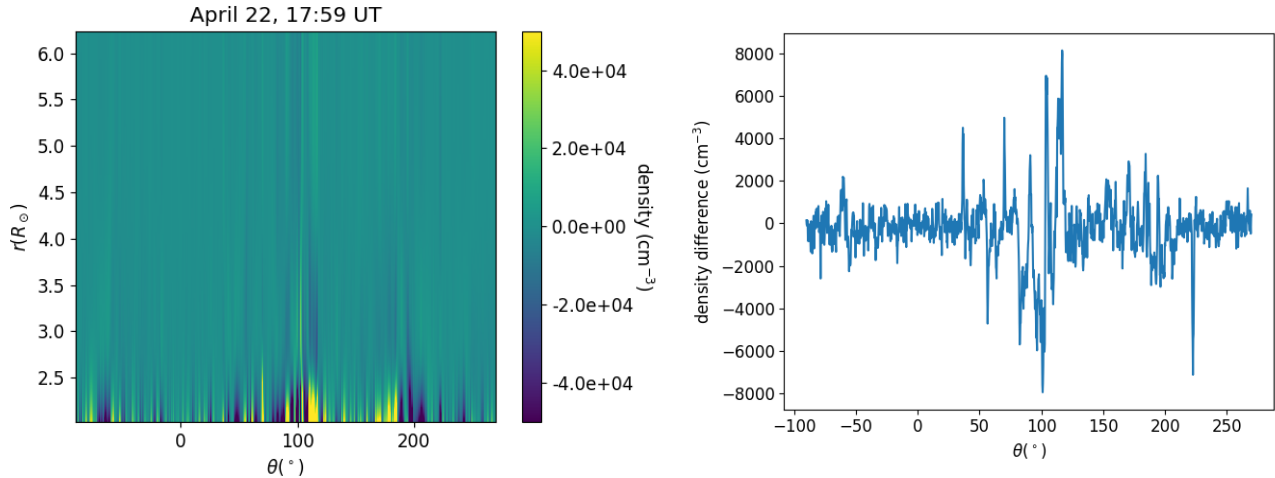 April 22, 17:59 UT
6.0
5.5
5.0
4.5
4.0
3.5
3.0
2.5
r(R⊙)
0 100 200
θ(°)
4.0e+04
2.0e+04
0.0e+00
-2.0e+04
-4.0e+04
density (cm⁻³)
8000
6000
4000
2000
0
−2000
−4000
−6000
−8000
density difference (cm⁻³)
−100 −50 0 50 100 150 200 250
θ(°)